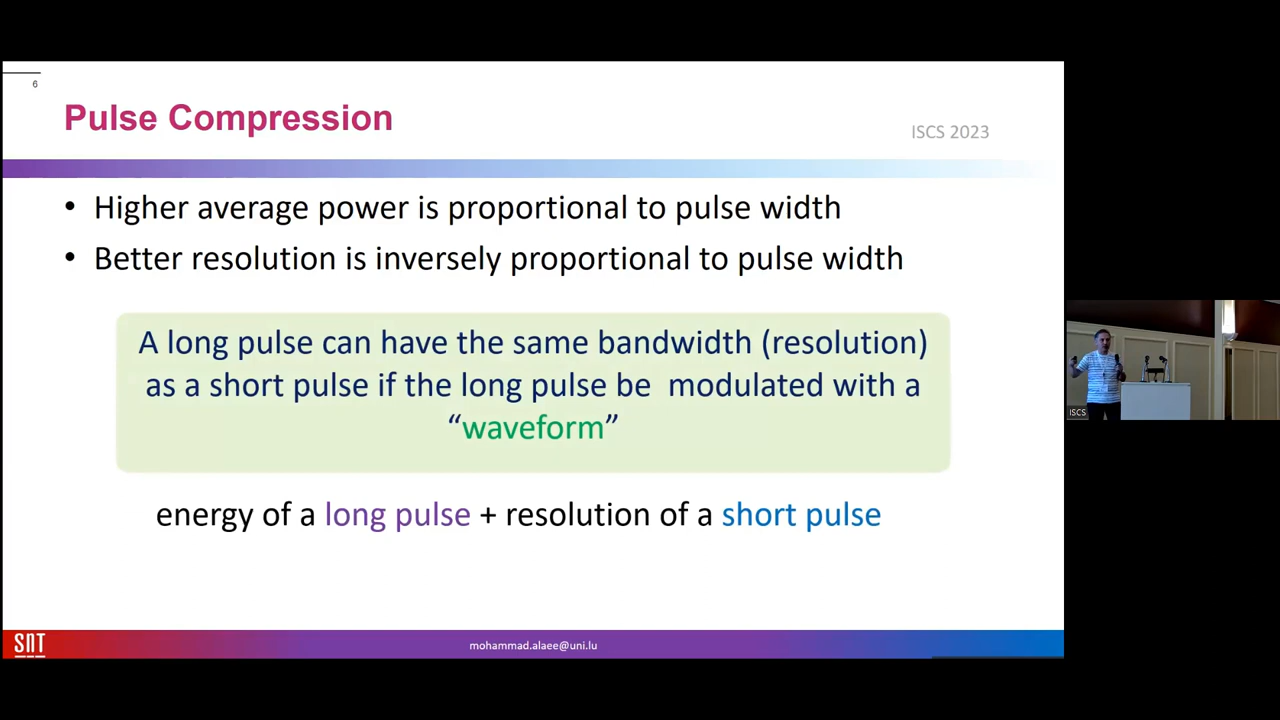 6
Pulse Compression
ISCS 2023
• Higher average power is proportional to pulse width
• Better resolution is inversely proportional to pulse width
A long pulse can have the same bandwidth (resolution)
as a short pulse if the long pulse be modulated with a
“waveform”
energy of a long pulse + resolution of a short pulse
ISCS
SNT
mohammad.alaee@uni.lu